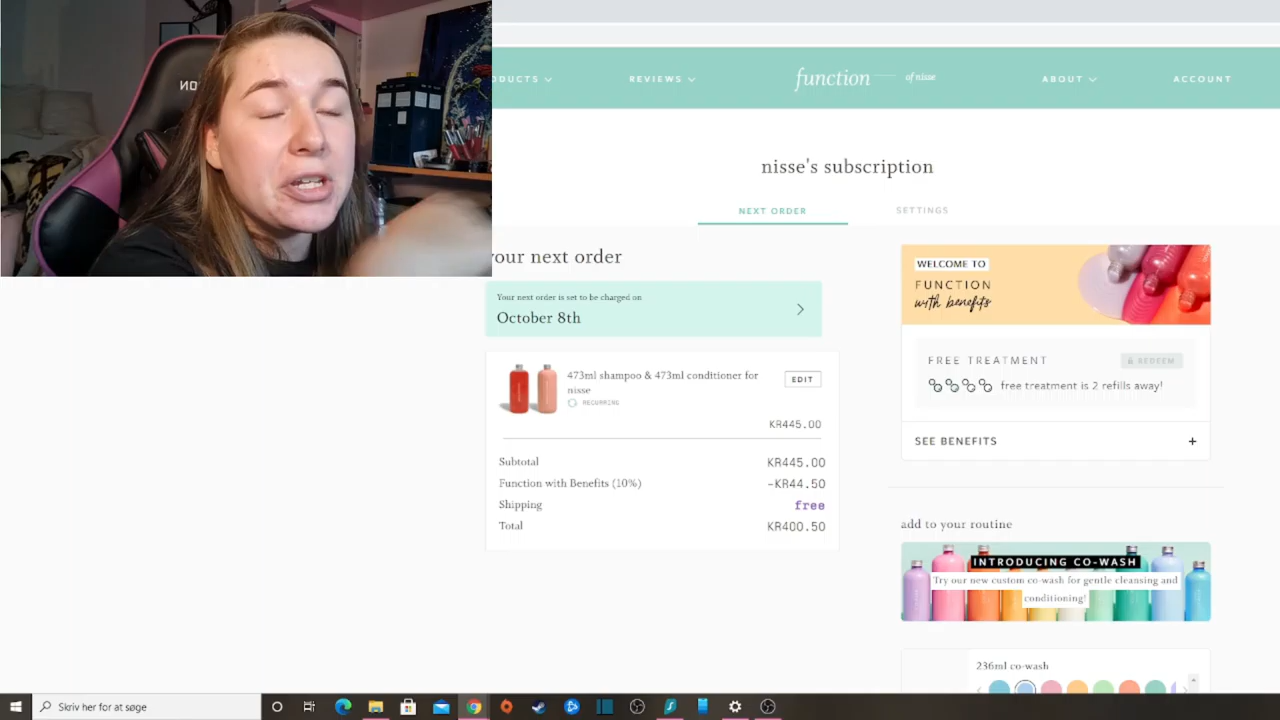 ODUCTS
REVIEWS
function
of nisse
ABOUT
ACCOUNT
nisse's subscription
NEXT ORDER
SETTINGS
your next order
Your next order is set to be charged on
October 8th
473ml shampoo & 473ml conditioner for
nisse
RECURRING
EDIT
KR445.00
Subtotal KR445.00
Function with Benefits (10%) -KR44.50
Shipping free
Total KR400.50
WELCOME TO
FUNCTION
with benefits
FREE TREATMENT
REDEEM
free treatment is 2 refills away!
SEE BENEFITS +
add to your routine
INTRODUCING CO-WASH
Try our new custom co-wash for gentle cleansing and
conditioning!
236ml co-wash
Skriv her for at søge